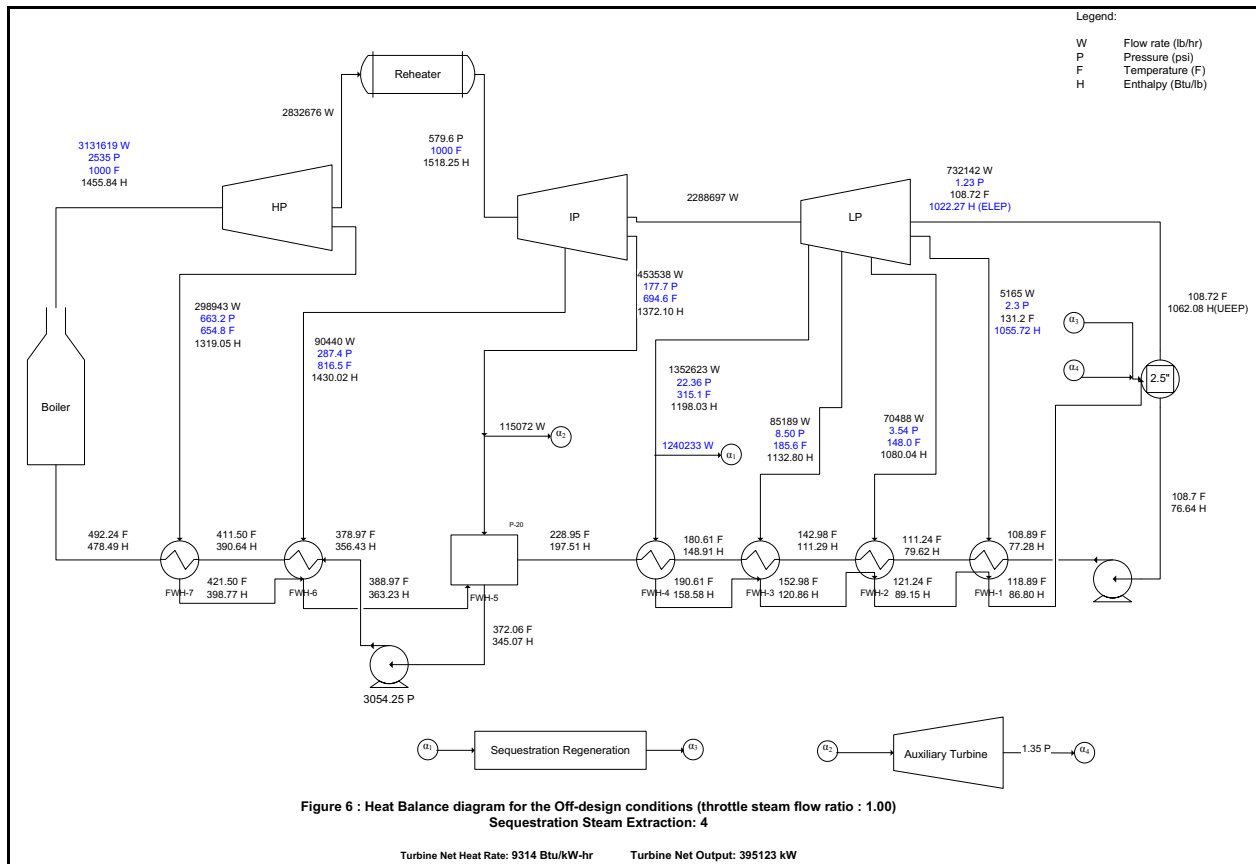 Legend:
W Flow rate (lb/hr)
P Pressure (psi)
F Temperature (F)
H Enthalpy (Btu/lb)
Reheater
2832676 W
3131619 W
2535 P
1000 F
1455.84 H
579.6 P
1000 F
1518.25 H
HP
IP
2288697 W
LP
732142 W
1.23 P
108.72 F
1022.27 H (ELEP)
298943 W
663.2 P
654.8 F
1319.05 H
90440 W
287.4 P
816.5 F
1430.02 H
453538 W
177.7 P
694.6 F
1372.10 H
5165 W
2.3 P
131.2 F
1055.72 H
108.72 F
1062.08 H(UEEP)
α3
α4
2.5"
Boiler
1352623 W
22.36 P
315.1 F
1198.03 H
85189 W
8.50 P
185.6 F
1132.80 H
70488 W
3.54 P
148.0 F
1080.04 H
115072 W
α2
1240233 W
α1
108.7 F
76.64 H
492.24 F
478.49 H
411.50 F
390.64 H
378.97 F
356.43 H
P-20
228.95 F
197.51 H
180.61 F
148.91 H
142.98 F
111.29 H
111.24 F
79.62 H
108.89 F
77.28 H
FWH-7
421.50 F
398.77 H
FWH-6
388.97 F
363.23 H
FWH-5
FWH-4
190.61 F
158.58 H
FWH-3
152.98 F
120.86 H
FWH-2
121.24 F
89.15 H
FWH-1
118.89 F
86.80 H
372.06 F
345.07 H
3054.25 P
α1
Sequestration Regeneration
α3
α2
Auxiliary Turbine
1.35 P
α4
Figure 6 : Heat Balance diagram for the Off-design conditions (throttle steam flow ratio : 1.00)
Sequestration Steam Extraction: 4
Turbine Net Heat Rate: 9314 Btu/kW-hr Turbine Net Output: 395123 kW